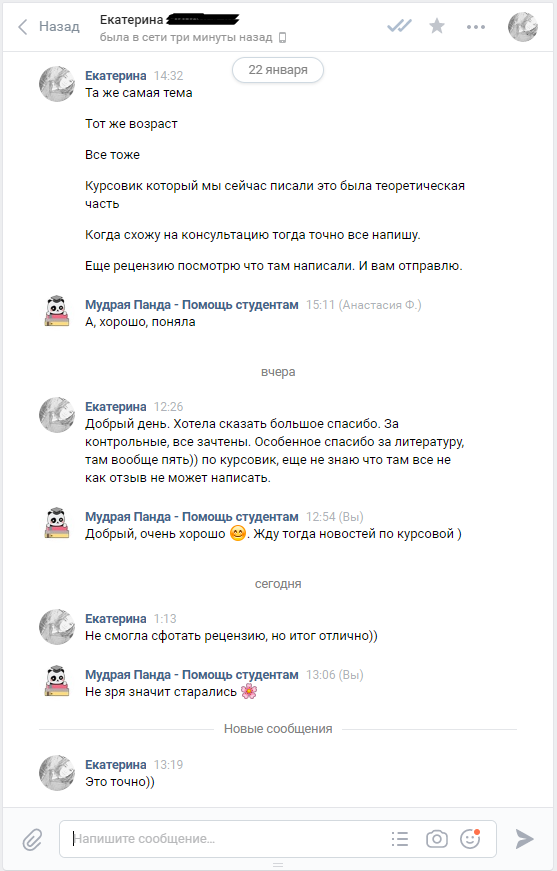 Назад
Екатерина
была в сети три минуты назад
22 января
Екатерина 14:32
Та же самая тема
Тот же возраст
Все тоже
Курсовик который мы сейчас писали это была теоретическая
часть
Когда схожу на консультацию тогда точно все напишу.
Еще рецензию посмотрю что там написали. И вам отправлю.
Мудрая Панда - Помощь студентам 15:11 (Анастасия Ф.)
А, хорошо, поняла
вчера
Екатерина 12:26
Добрый день. Хотела сказать большое спасибо. За
контрольные, все зачтены. Особенное спасибо за литературу,
там вообще пять)) по курсовик, еще не знаю что там все не
как отзыв не может написать.
Мудрая Панда - Помощь студентам 12:54 (Вы)
Добрый, очень хорошо 😊. Жду тогда новостей по курсовой )
сегодня
Екатерина 1:13
Не смогла сфотать рецензию, но итог отлично))
Мудрая Панда - Помощь студентам 13:06 (Вы)
Не зря значит старались 🌸
Новые сообщения
Екатерина 13:19
Это точно))
Напишите сообщение...